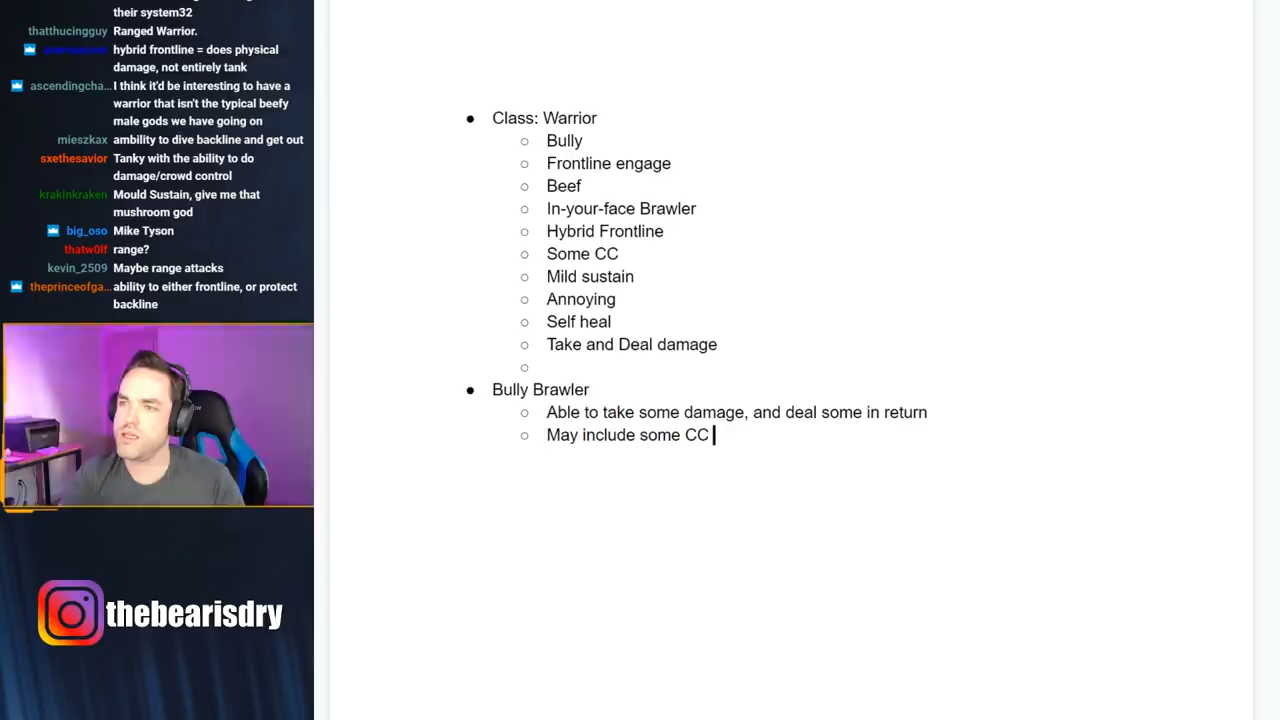 their system32
thatthucingguy Ranged Warrior.
hybrid frontline = does physical
damage, not entirely tank
ascendingcha... I think it'd be interesting to have a
warrior that isn't the typical beefy
male gods we have going on
mieszkax ambility to dive backline and get out
sxethesavior Tanky with the ability to do
damage/crowd control
krakinkraken Mould Sustain, give me that
mushroom god
big_oso Mike Tyson
thatw0lf range?
kevin_2509 Maybe range attacks
theprinceofga... ability to either frontline, or protect
backline
thebearisdry
● Class: Warrior
○ Bully
○ Frontline engage
○ Beef
○ In-your-face Brawler
○ Hybrid Frontline
○ Some CC
○ Mild sustain
○ Annoying
○ Self heal
○ Take and Deal damage
○
● Bully Brawler
○ Able to take some damage, and deal some in return
○ May include some CC